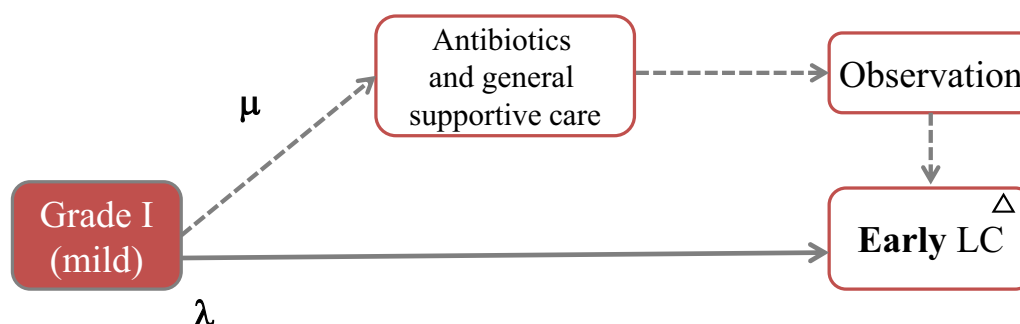 Antibiotics
and general
supportive care
Observation
μ
Grade I
(mild)
△
Early LC
λ